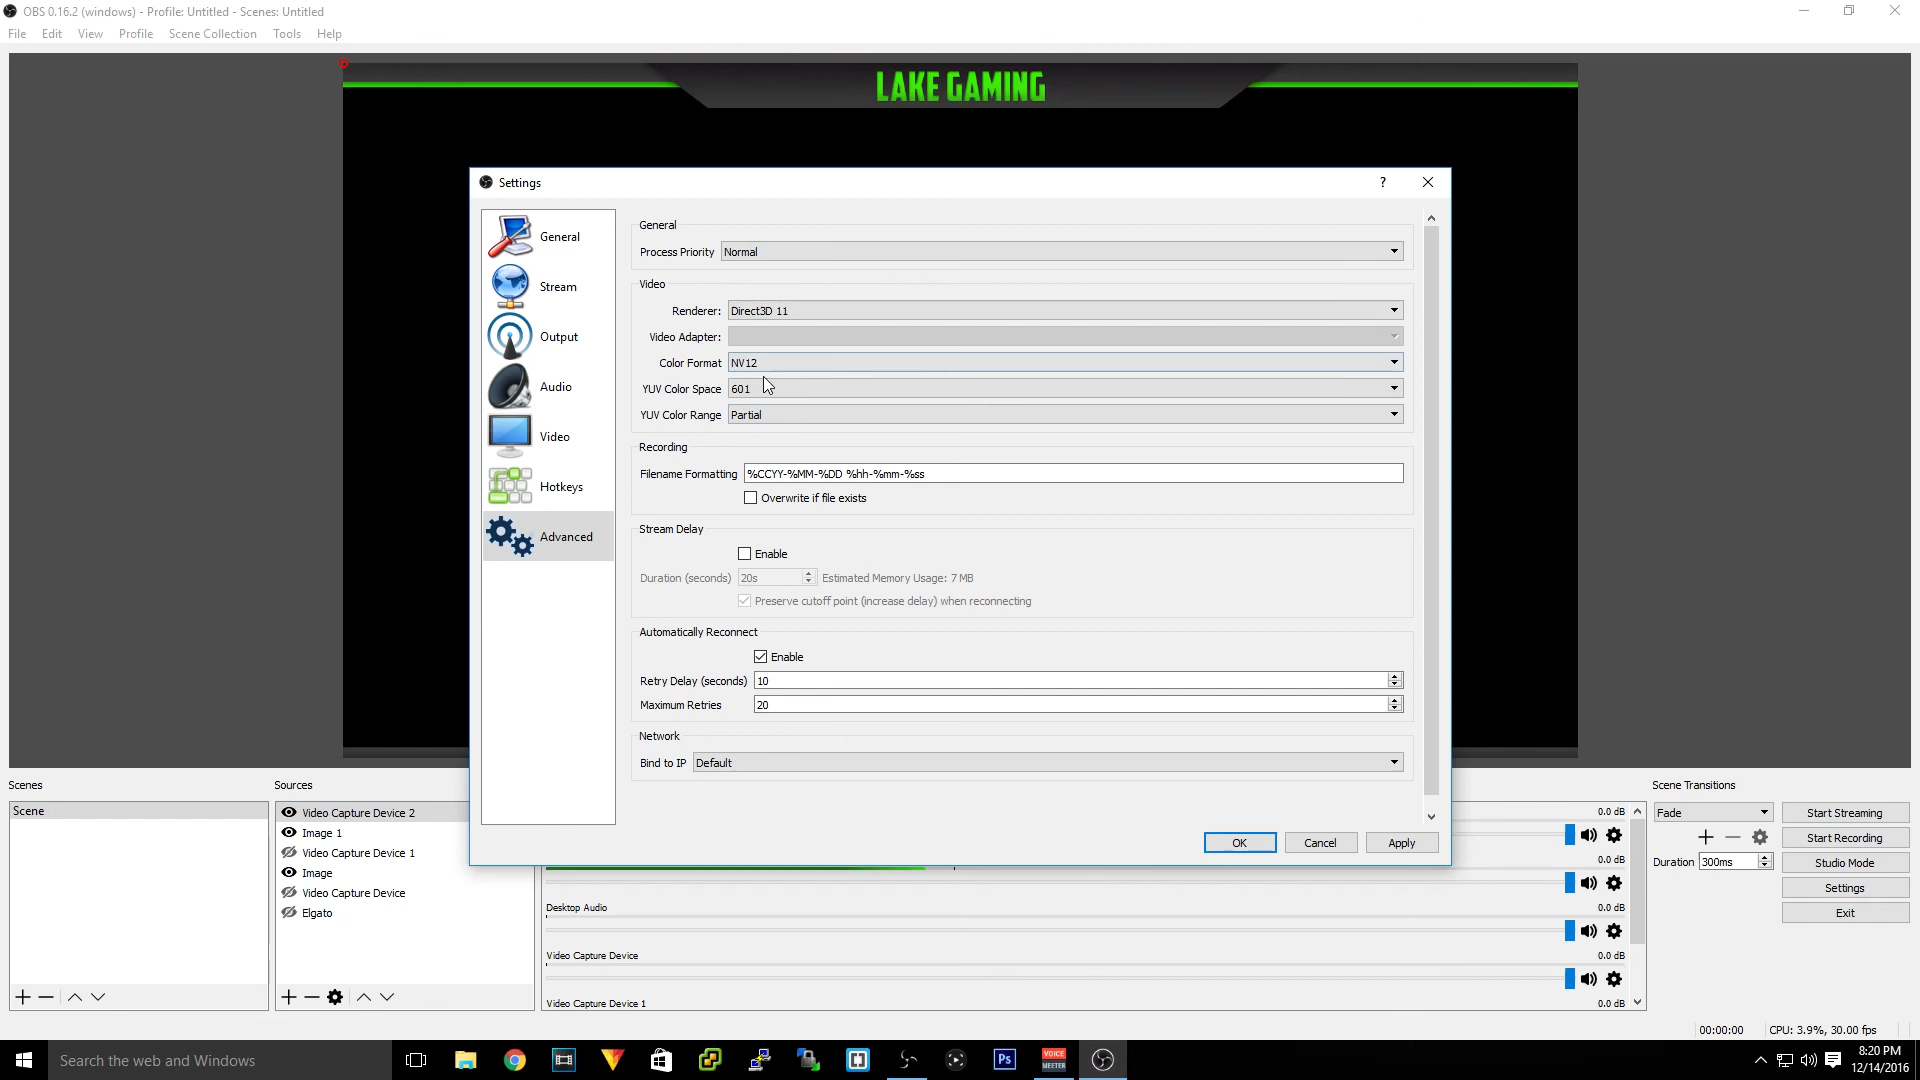 OBS 0.16.2 (windows) - Profile: Untitled - Scenes: Untitled
File Edit View Profile Scene Collection Tools Help
LAKE GAMING
Settings
?
General
Stream
Output
Audio
Video
Hotkeys
Advanced
General
Process Priority Normal
Video
Renderer: Direct3D 11
Video Adapter:
Color Format NV12
YUV Color Space 601
YUV Color Range Partial
Recording
Filename Formatting %CCYY-%MM-%DD %hh-%mm-%ss
Overwrite if file exists
Stream Delay
Enable
Duration (seconds) 20s Estimated Memory Usage: 7 MB
Preserve cutoff point (increase delay) when reconnecting
Automatically Reconnect
Enable
Retry Delay (seconds) 10
Maximum Retries 20
Network
Bind to IP Default
OK Cancel Apply
Scenes
Scene
Sources
Video Capture Device 2
Image 1
Video Capture Device 1
Image
Video Capture Device
Elgato
0.0 dB
0.0 dB
Desktop Audio 0.0 dB
Video Capture Device 0.0 dB
Video Capture Device 1 0.0 dB
Scene Transitions
Fade
Duration 300ms
Start Streaming
Start Recording
Studio Mode
Settings
Exit
00:00:00 CPU: 3.9%, 30.00 fps
Search the web and Windows
Ps
VOICE
MEETER
8:20 PM
12/14/2016